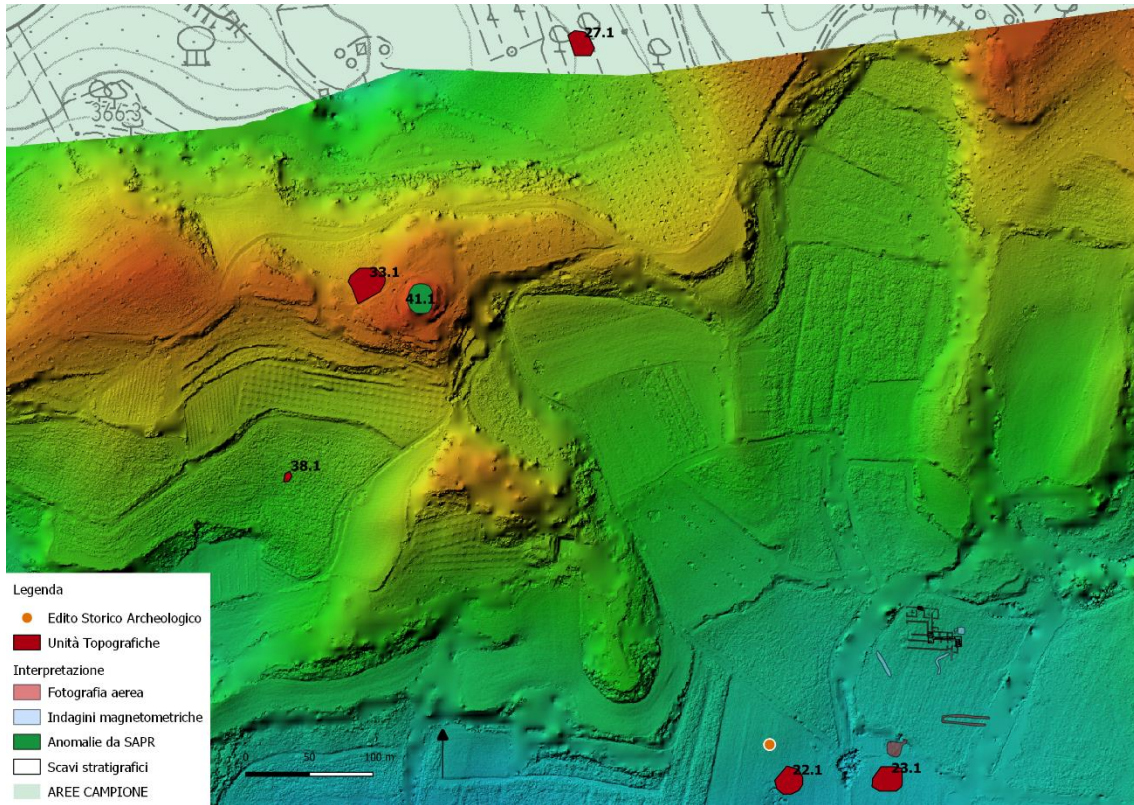 27.1
366.3
33.1
41.1
38.1
Legenda
Edito Storico Archeologico
Unità Topografiche
Interpretazione
Fotografia aerea
Indagini magnetometriche
Anomalie da SAPR
Scavi stratigrafici
AREE CAMPIONE
0 50 100 m
22.1
23.1